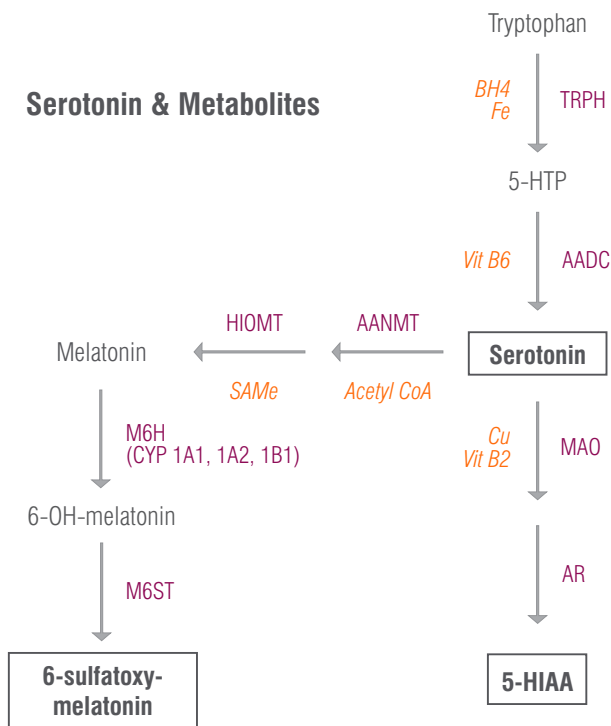 Tryptophan
Serotonin & Metabolites
BH4
Fe
TRPH
5-HTP
Vit B6
AADC
HIOMT
AANMT
Melatonin
Serotonin
SAMe
Acetyl CoA
M6H
(CYP 1A1, 1A2, 1B1)
Cu
Vit B2
MAO
6-OH-melatonin
M6ST
AR
6-sulfatoxy-
melatonin
5-HIAA